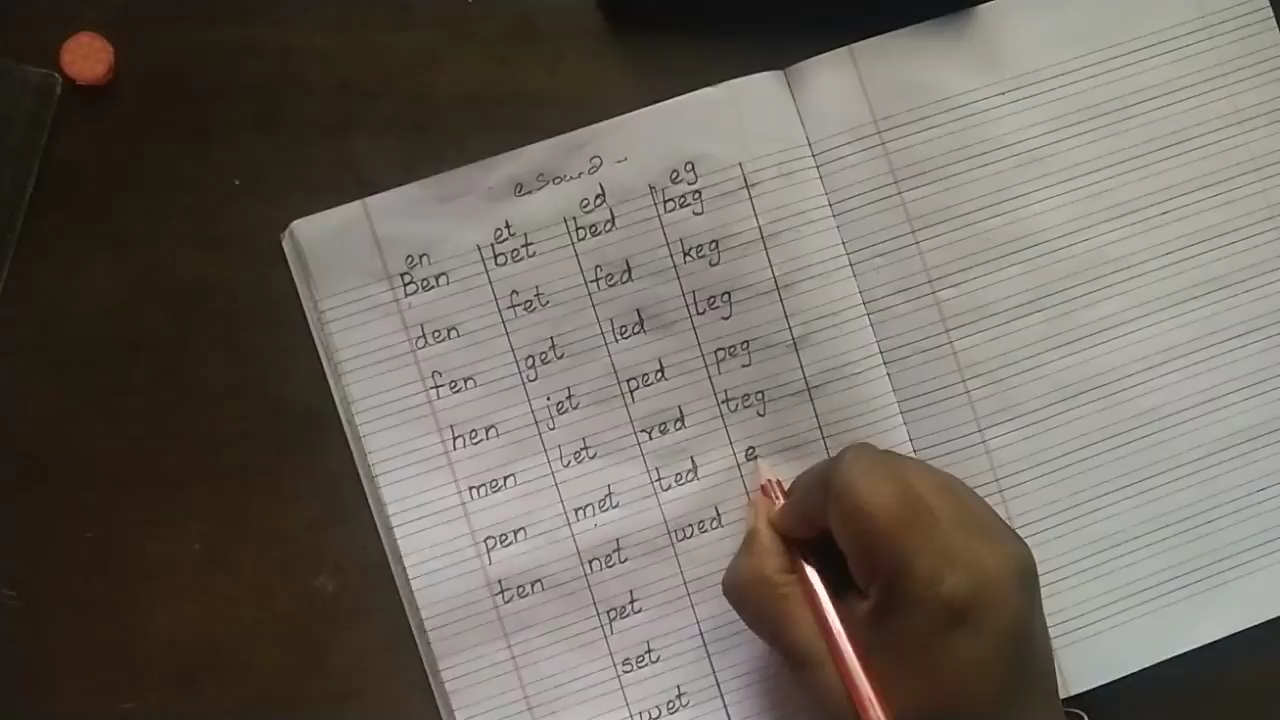 e Sound -
en et ed eg
Ben bet bed beg
den fet fed keg
fen get led leg
hen jet ped peg
men let red teg
pen met ted e
ten net wed
pet
set
wet